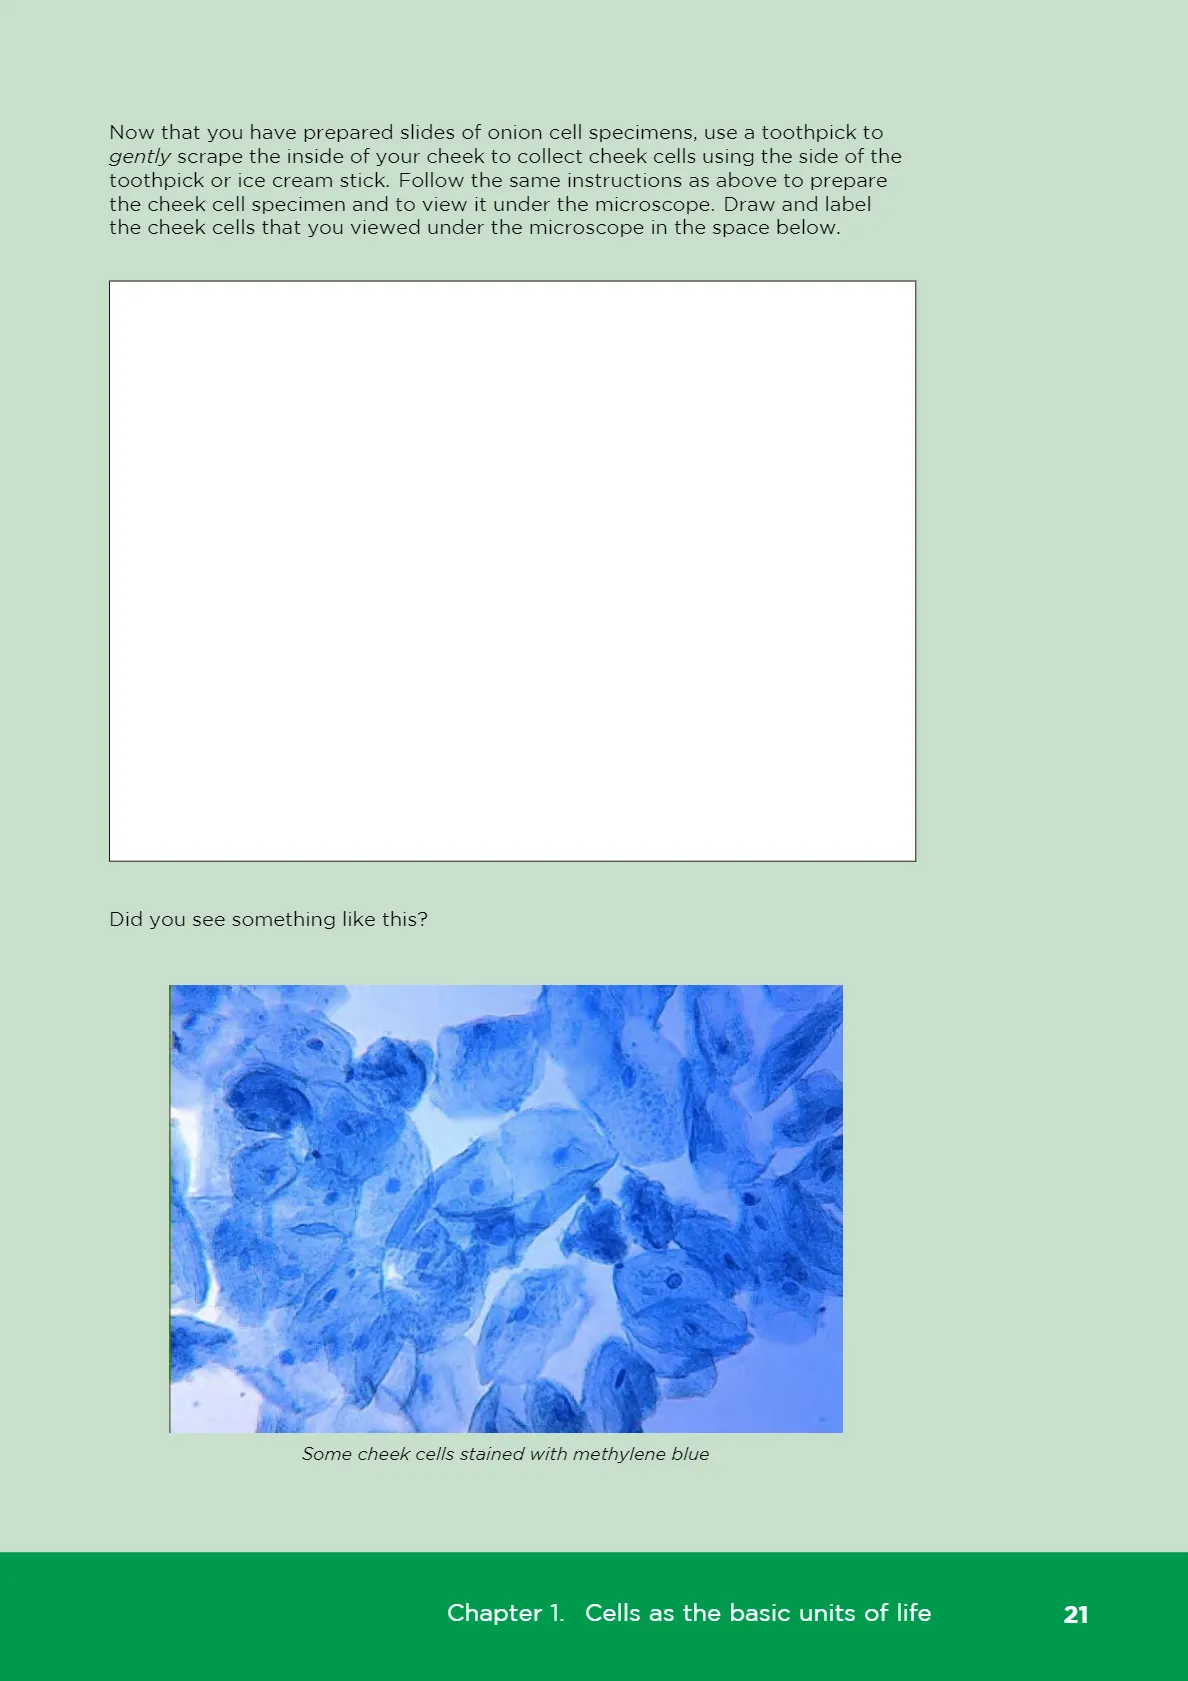 Now that you have prepared slides of onion cell specimens, use a toothpick to
gently scrape the inside of your cheek to collect cheek cells using the side of the
toothpick or ice cream stick. Follow the same instructions as above to prepare
the cheek cell specimen and to view it under the microscope. Draw and label
the cheek cells that you viewed under the microscope in the space below.
Did you see something like this?
Some cheek cells stained with methylene blue
Chapter 1. Cells as the basic units of life 21